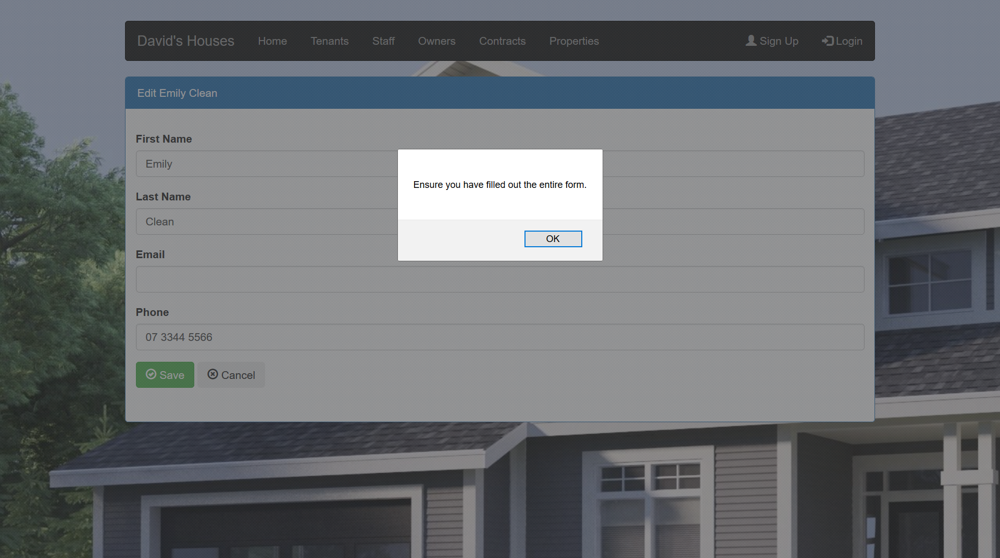 David's Houses Home Tenants Staff Owners Contracts Properties Sign Up Login
Edit Emily Clean
First Name
Emily
Last Name
Clean
Email
Phone
07 3344 5566
Save Cancel
Ensure you have filled out the entire form.
OK